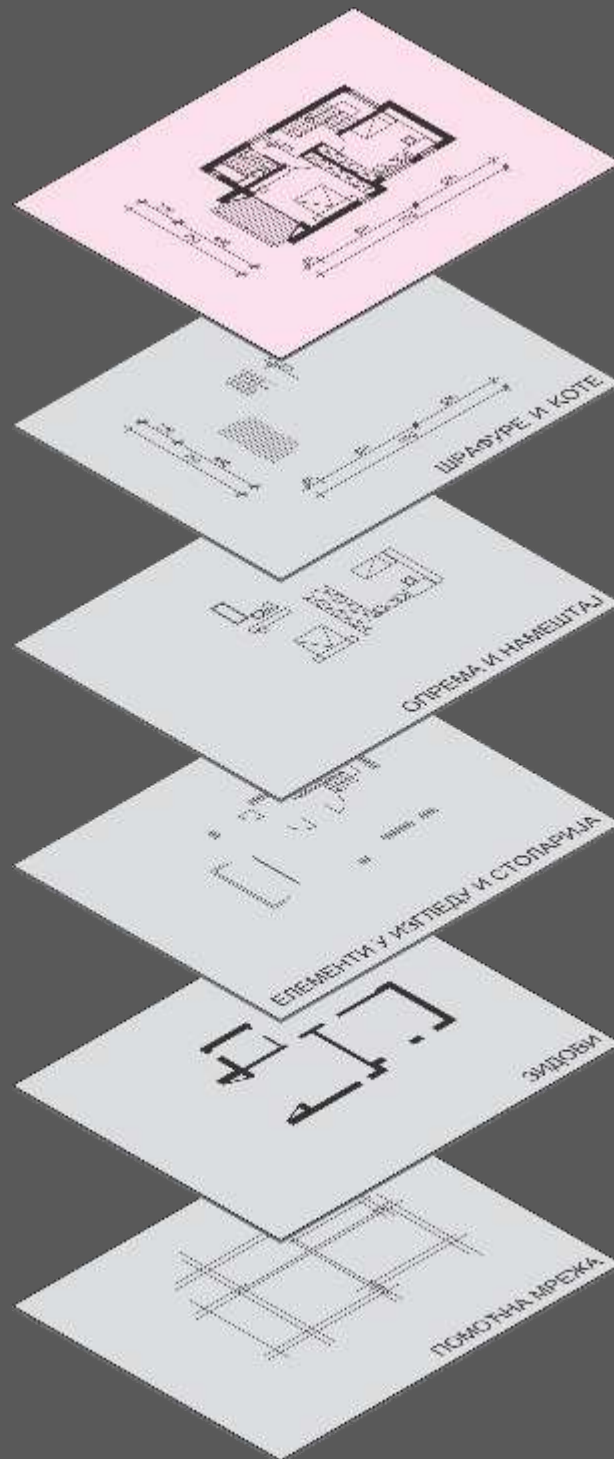 ШРАФУРЕ И КОТЕ
ОПРЕМА И НАМЕШТАЈ
ЕЛЕМЕНТИ У ИЗГЛЕДУ И СТОЛАРИЈА
ЗИДОВИ
ПОМОЋНА МРЕЖА